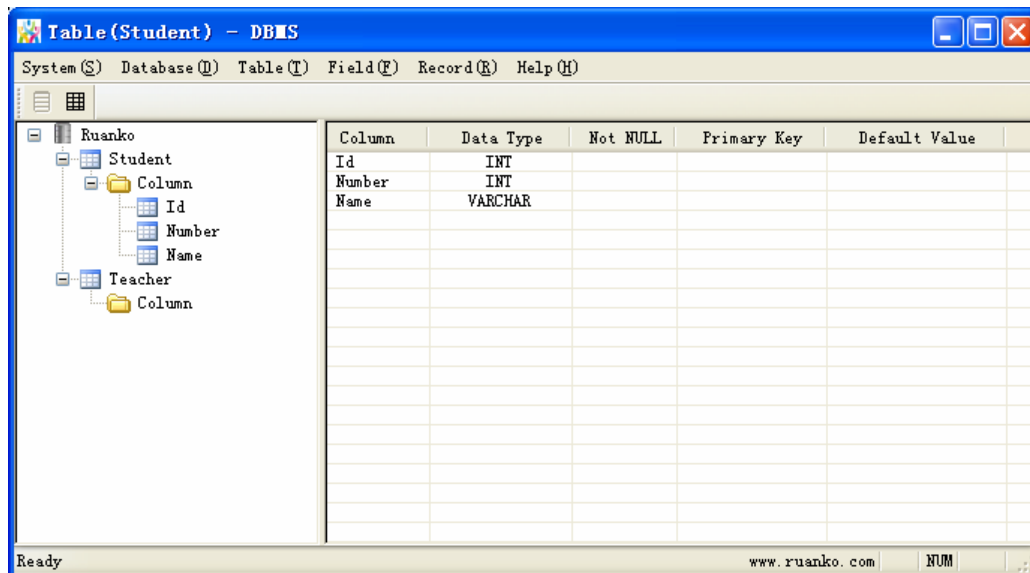 Table(Student) - DBMS
System(S) Database(D) Table(T) Field(F) Record(R) Help(H)
Ruanko
Student
Column
Id
Number
Name
Teacher
Column
Column Data Type Not NULL Primary Key Default Value
Id INT
Number INT
Name VARCHAR
Ready www.ruanko.com NUM